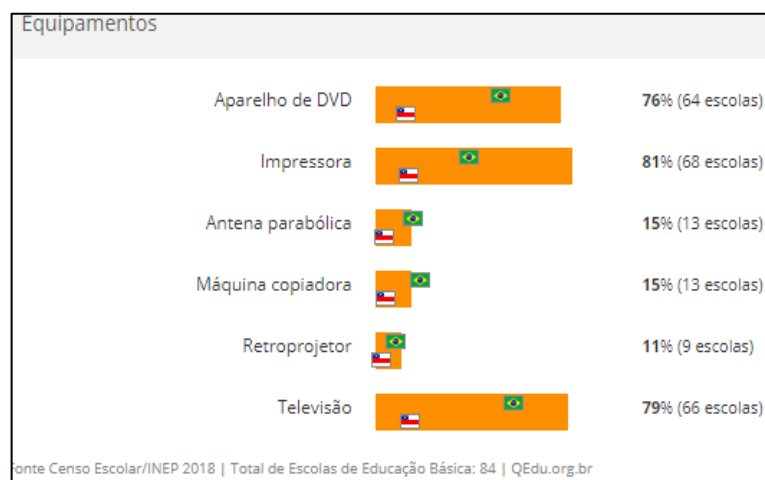 Equipamentos
Aparelho de DVD 76% (64 escolas)
Impressora 81% (68 escolas)
Antena parabólica 15% (13 escolas)
Máquina copiadora 15% (13 escolas)
Retroprojetor 11% (9 escolas)
Televisão 79% (66 escolas)
onte Censo Escolar/INEP 2018 | Total de Escolas de Educação Básica: 84 | QEdu.org.br